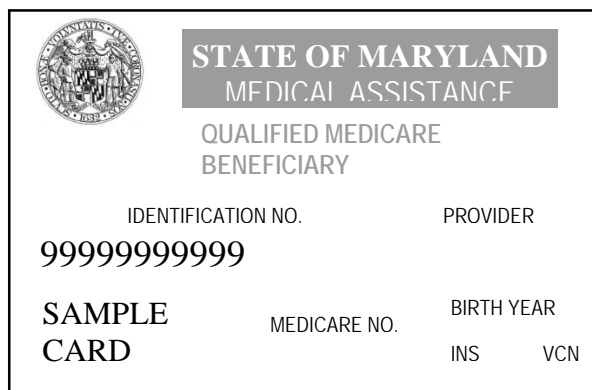 STATE OF MARYLAND
MEDICAL ASSISTANCE
QUALIFIED MEDICARE
BENEFICIARY
IDENTIFICATION NO. PROVIDER
99999999999
SAMPLE
CARD
MEDICARE NO.
BIRTH YEAR
INS VCN